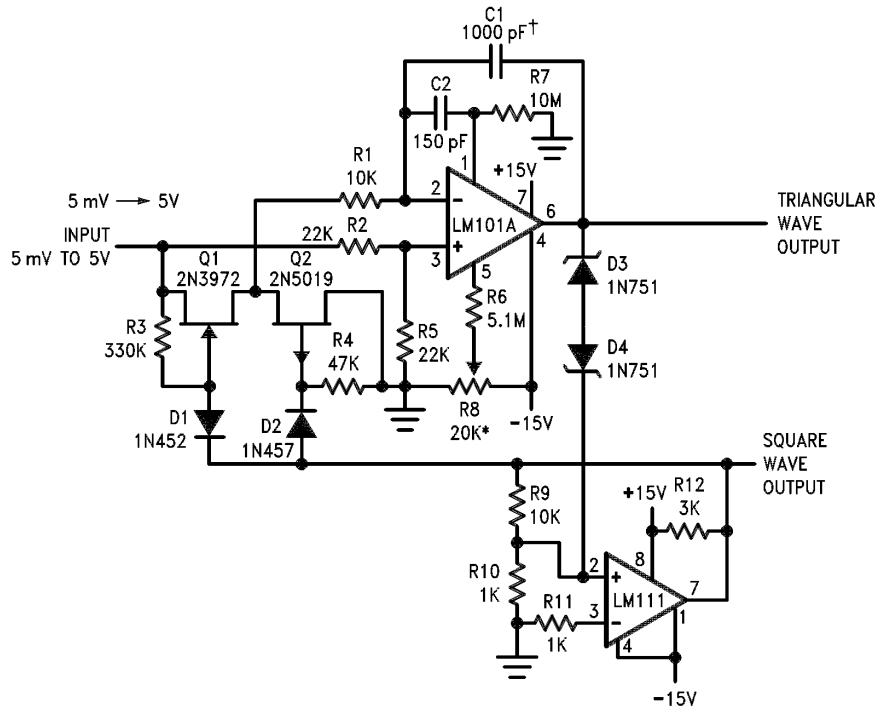 C1
1000 pF†
C2
150 pF
R7
10M
R1
10K
5 mV → 5V
INPUT
5 mV TO 5V
R2
22K
1
2
−
+
3
LM101A
+15V
7
6
4
5
TRIANGULAR
WAVE
OUTPUT
Q1
2N3972
Q2
2N5019
R3
330K
R4
47K
R5
22K
R6
5.1M
R8
20K*
−15V
D1
1N452
D2
1N457
D3
1N751
D4
1N751
SQUARE
WAVE
OUTPUT
R9
10K
R10
1K
R11
1K
+15V
R12
3K
2
+
3
−
LM111
8
7
1
4
−15V